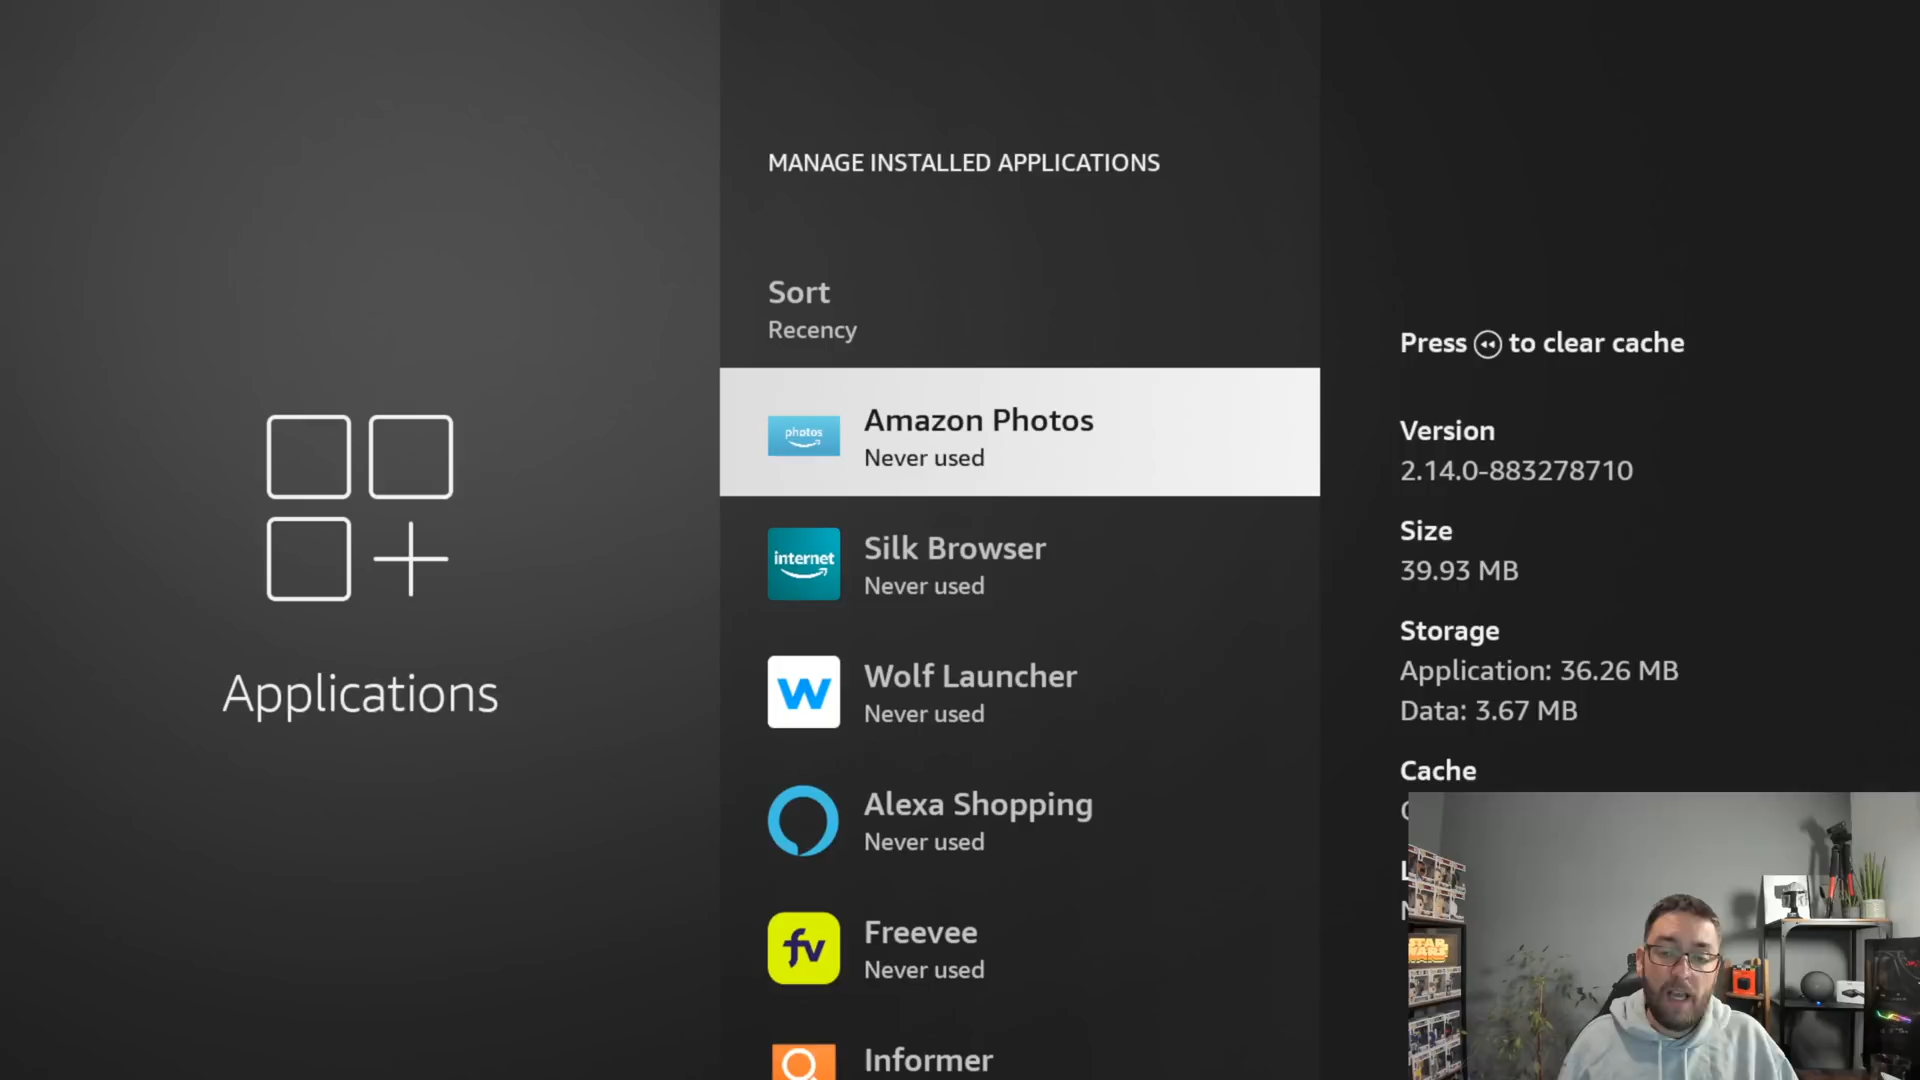 MANAGE INSTALLED APPLICATIONS
Sort
Recency
photos
Amazon Photos
Never used
internet
Silk Browser
Never used
W
Wolf Launcher
Never used
Alexa Shopping
Never used
fv
Freevee
Never used
Informer
Applications
Press to clear cache
Version
2.14.0-883278710
Size
39.93 MB
Storage
Application: 36.26 MB
Data: 3.67 MB
Cache
STAR
WARS